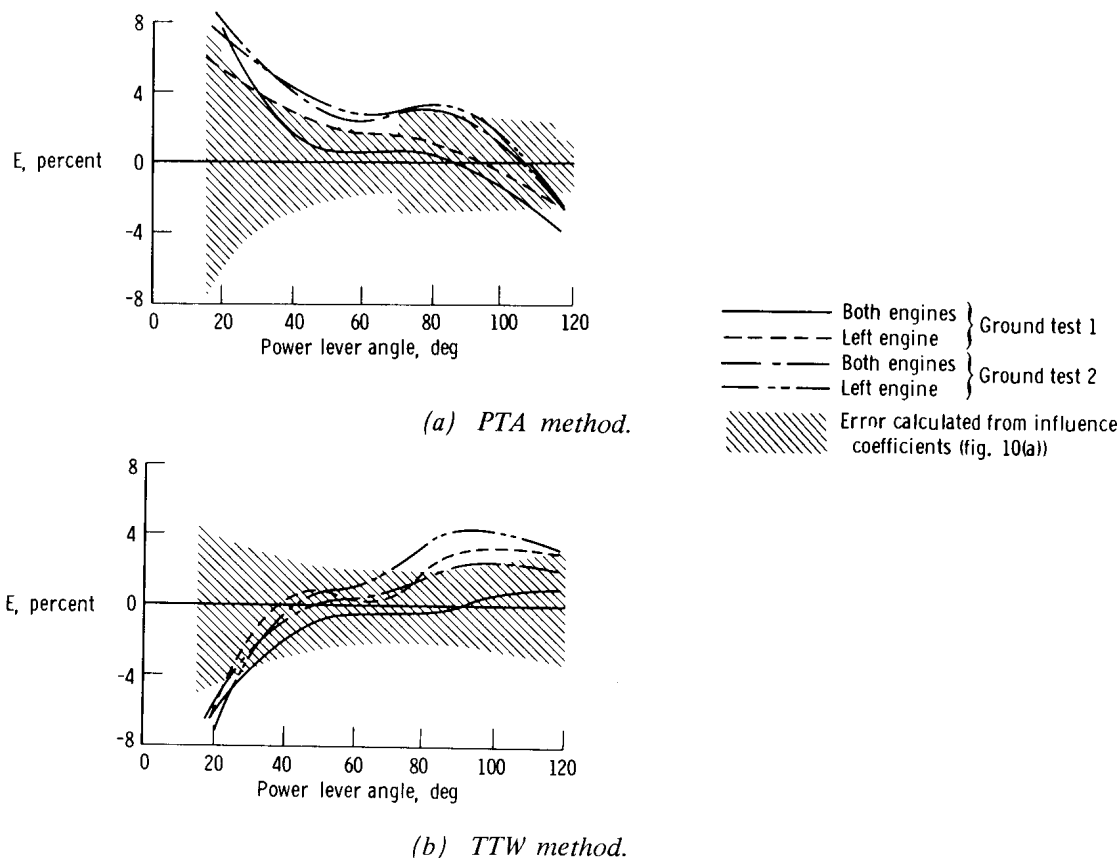 8
4
E, percent
0
-4
-8
0 20 40 60 80 100 120
Power lever angle, deg
(a) PTA method.
Both engines } Ground test 1
Left engine
Both engines } Ground test 2
Left engine
Error calculated from influence
coefficients (fig. 10(a))
8
4
E, percent
0
-4
-8
0 20 40 60 80 100 120
Power lever angle, deg
(b) TTW method.